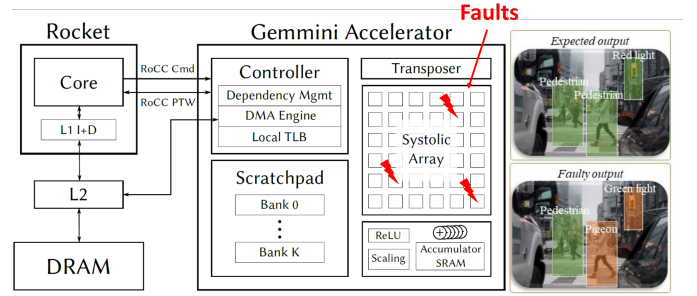 Faults
Rocket
Core
L1 I+D
L2
DRAM
RoCC Cmd
RoCC PTW
Gemmini Accelerator
Controller
Dependency Mgmt
DMA Engine
Local TLB
Scratchpad
Bank 0
Bank K
Transposer
Systolic
Array
ReLU
Scaling
Accumulator
SRAM
Expected output
Red light
Pedestrian
Pedestrian
Faulty output
Green light
Pedestrian
Pigeon